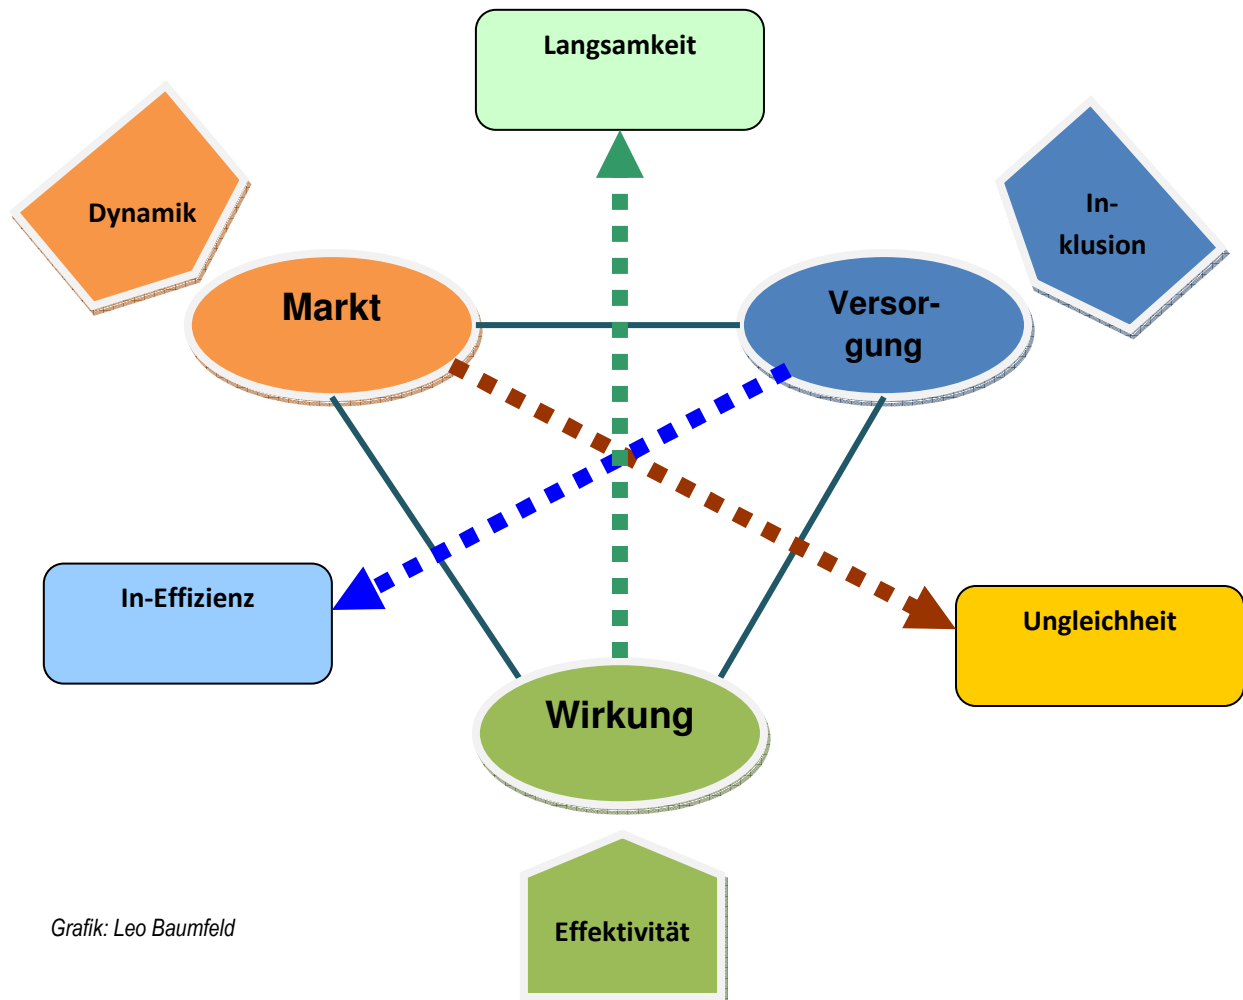 Langsamkeit
Dynamik
In-
klusion
Markt
Versor-
gung
In-Effizienz
Ungleichheit
Wirkung
Effektivität
Grafik: Leo Baumfeld